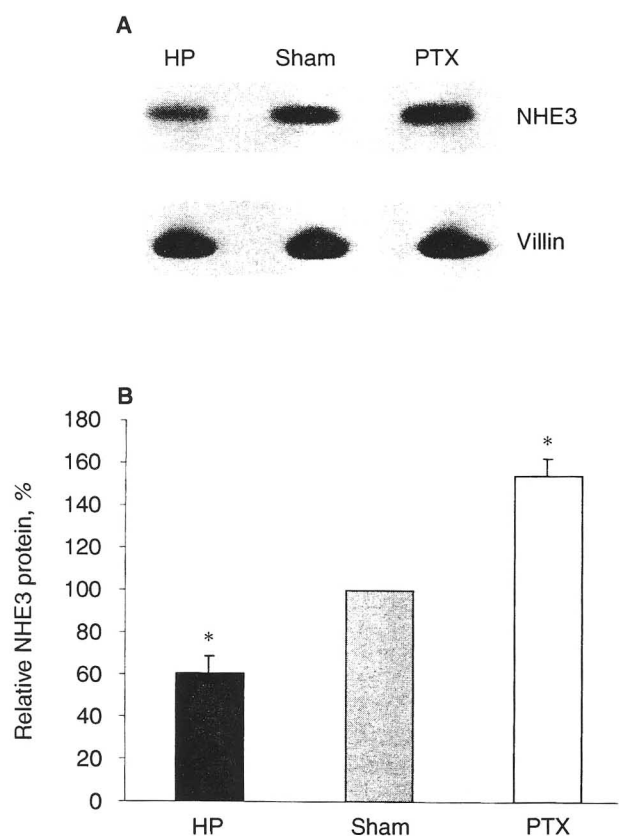 A
HP Sham PTX
NHE3
Villin
B
Relative NHE3 protein, %
180
160
140
120
100
80
60
40
20
0
*
*
HP Sham PTX